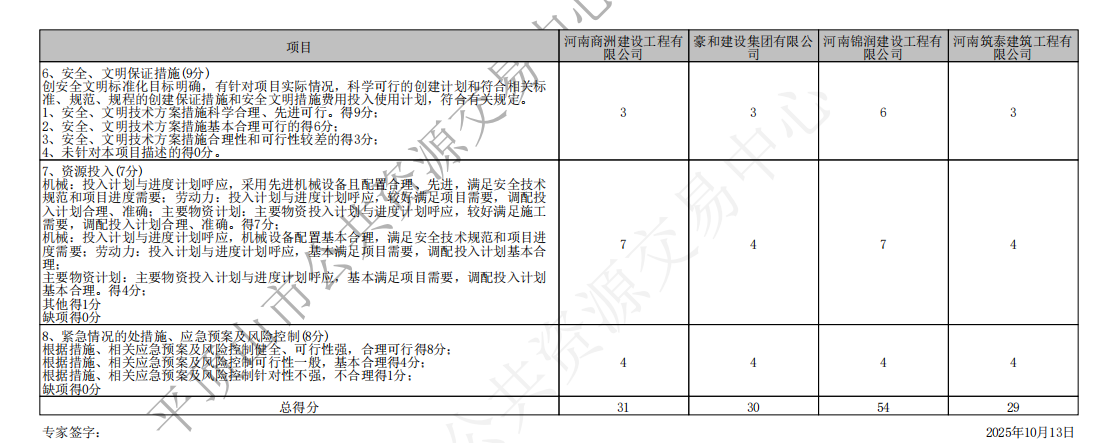 项目
河南商洲建设工程有限公司
豪和建设集团有限公司
河南锦润建设工程有限公司
河南筑泰建筑工程有限公司
6、安全、文明保证措施(9分)
创安全文明标准化目标明确，有针对项目实际情况，科学可行的创建计划和符合相关标
准、规范、规程的创建保证措施和安全文明措施费用投入使用计划，符合有关规定。
1、安全、文明技术方案措施科学合理、先进可行。得9分；
2、安全、文明技术方案措施基本合理可行的得6分；
3、安全、文明技术方案措施合理性和可行性较差的得3分；
4、未针对本项目描述的得0分。
3 3 6 3
7、资源投入(7分)
机械：投入计划与进度计划呼应，采用先进机械设备且配置合理、先进，满足安全技术
规范和项目进度需要；劳动力：投入计划与进度计划呼应，较好满足项目需要，调配投
入计划合理、准确；主要物资计划：主要物资投入计划与进度计划呼应，较好满足施工
需要，调配投入计划合理、准确。得7分；
机械：投入计划与进度计划呼应，机械设备配置基本合理，满足安全技术规范和项目进
度需要；劳动力：投入计划与进度计划呼应，基本满足项目需要，调配投入计划基本合
理；
主要物资计划：主要物资投入计划与进度计划呼应，基本满足项目需要，调配投入计划
基本合理。得4分；
其他得1分
缺项得0分
7 4 7 4
8、紧急情况的处措施、应急预案及风险控制(8分)
根据措施、相关应急预案及风险控制健全、可行性强，合理可行得8分；
根据措施、相关应急预案及风险控制可行性一般，基本合理得4分；
根据措施、相关应急预案及风险控制针对性不强，不合理得1分；
缺项得0分
4 4 4 4
总得分 31 30 54 29
专家签字：
2025年10月13日
平顶山市公共资源交易中心
公共资源交易中心